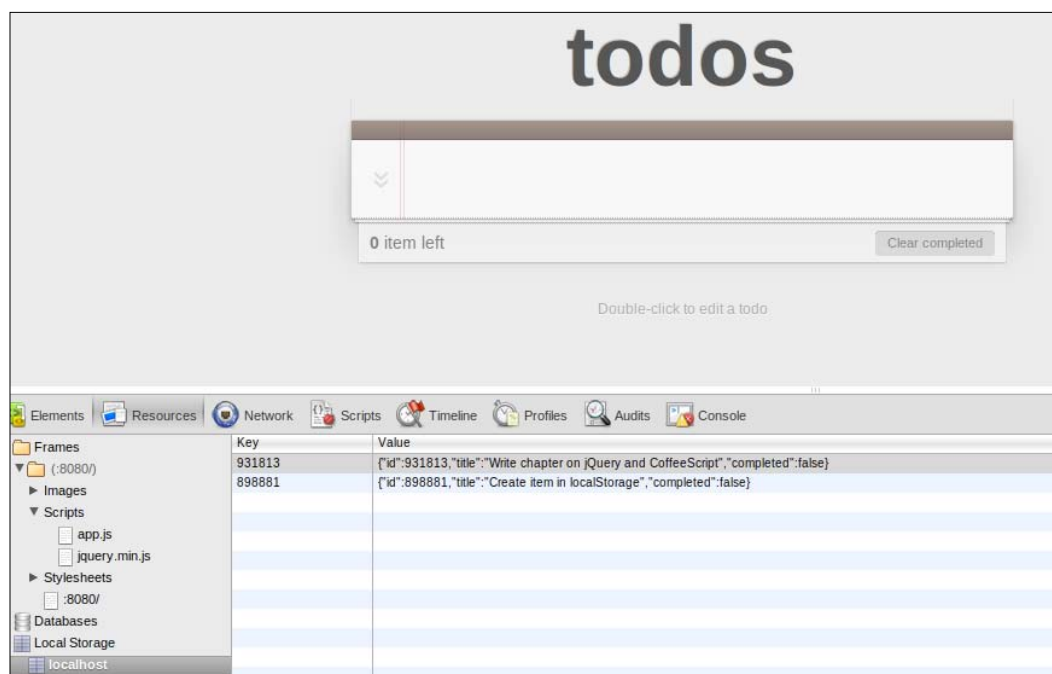 todos
0 item left
Clear completed
Double-click to edit a todo
Elements Resources Network Scripts Timeline Profiles Audits Console
Frames
(:8080/)
Images
Scripts
app.js
jquery.min.js
Stylesheets
:8080/
Databases
Local Storage
localhost
Key Value
931813 {"id":931813,"title":"Write chapter on jQuery and CoffeeScript","completed":false}
898881 {"id":898881,"title":"Create item in localStorage","completed":false}